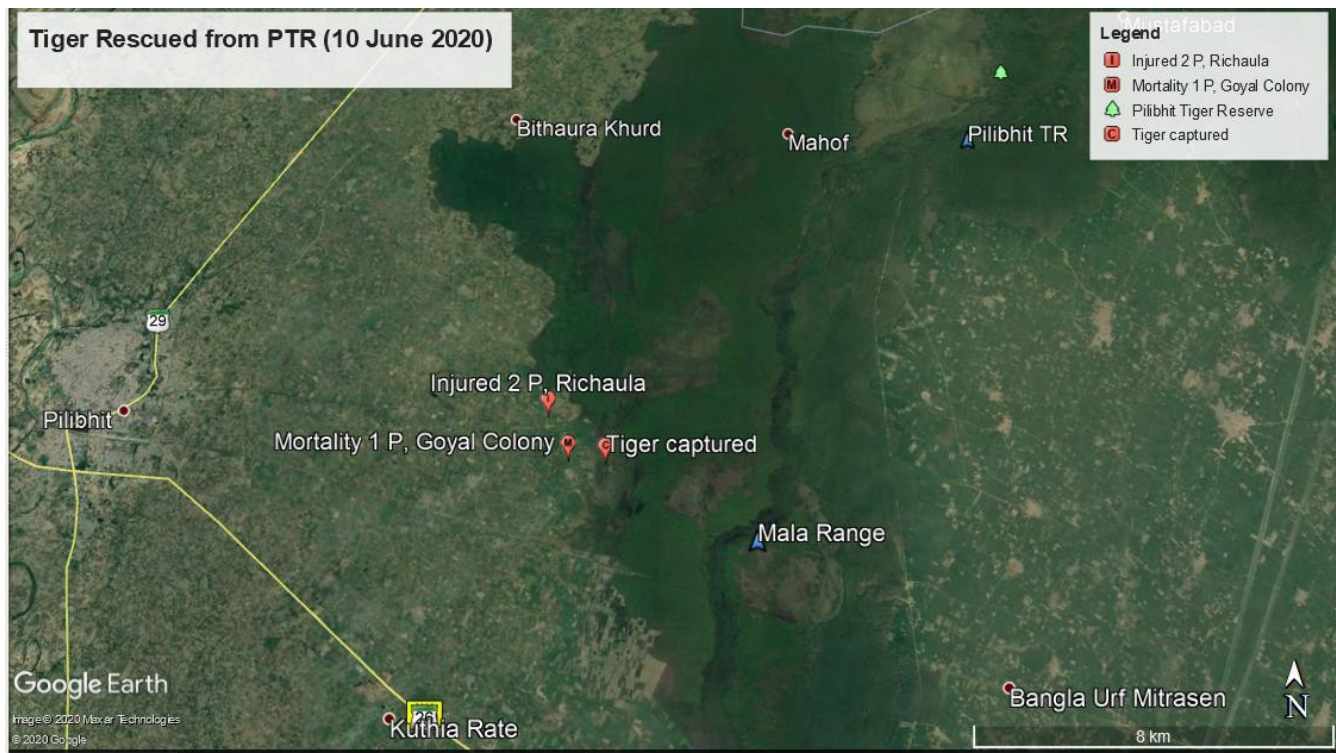 Tiger Rescued from PTR (10 June 2020)
Mustafabad
Legend
I Injured 2 P, Richaula
M Mortality 1 P, Goyal Colony
Pilibhit Tiger Reserve
C Tiger captured
Bithaura Khurd
Mahof
Pilibhit TR
29
Injured 2 P, Richaula
I
Pilibhit
Mortality 1 P, Goyal Colony
M
C
Tiger captured
Mala Range
Google Earth
Image © 2020 Maxar Technologies
© 2020 Google
Kuthia Rate
Bangla Urf Mitrasen
N
8 km